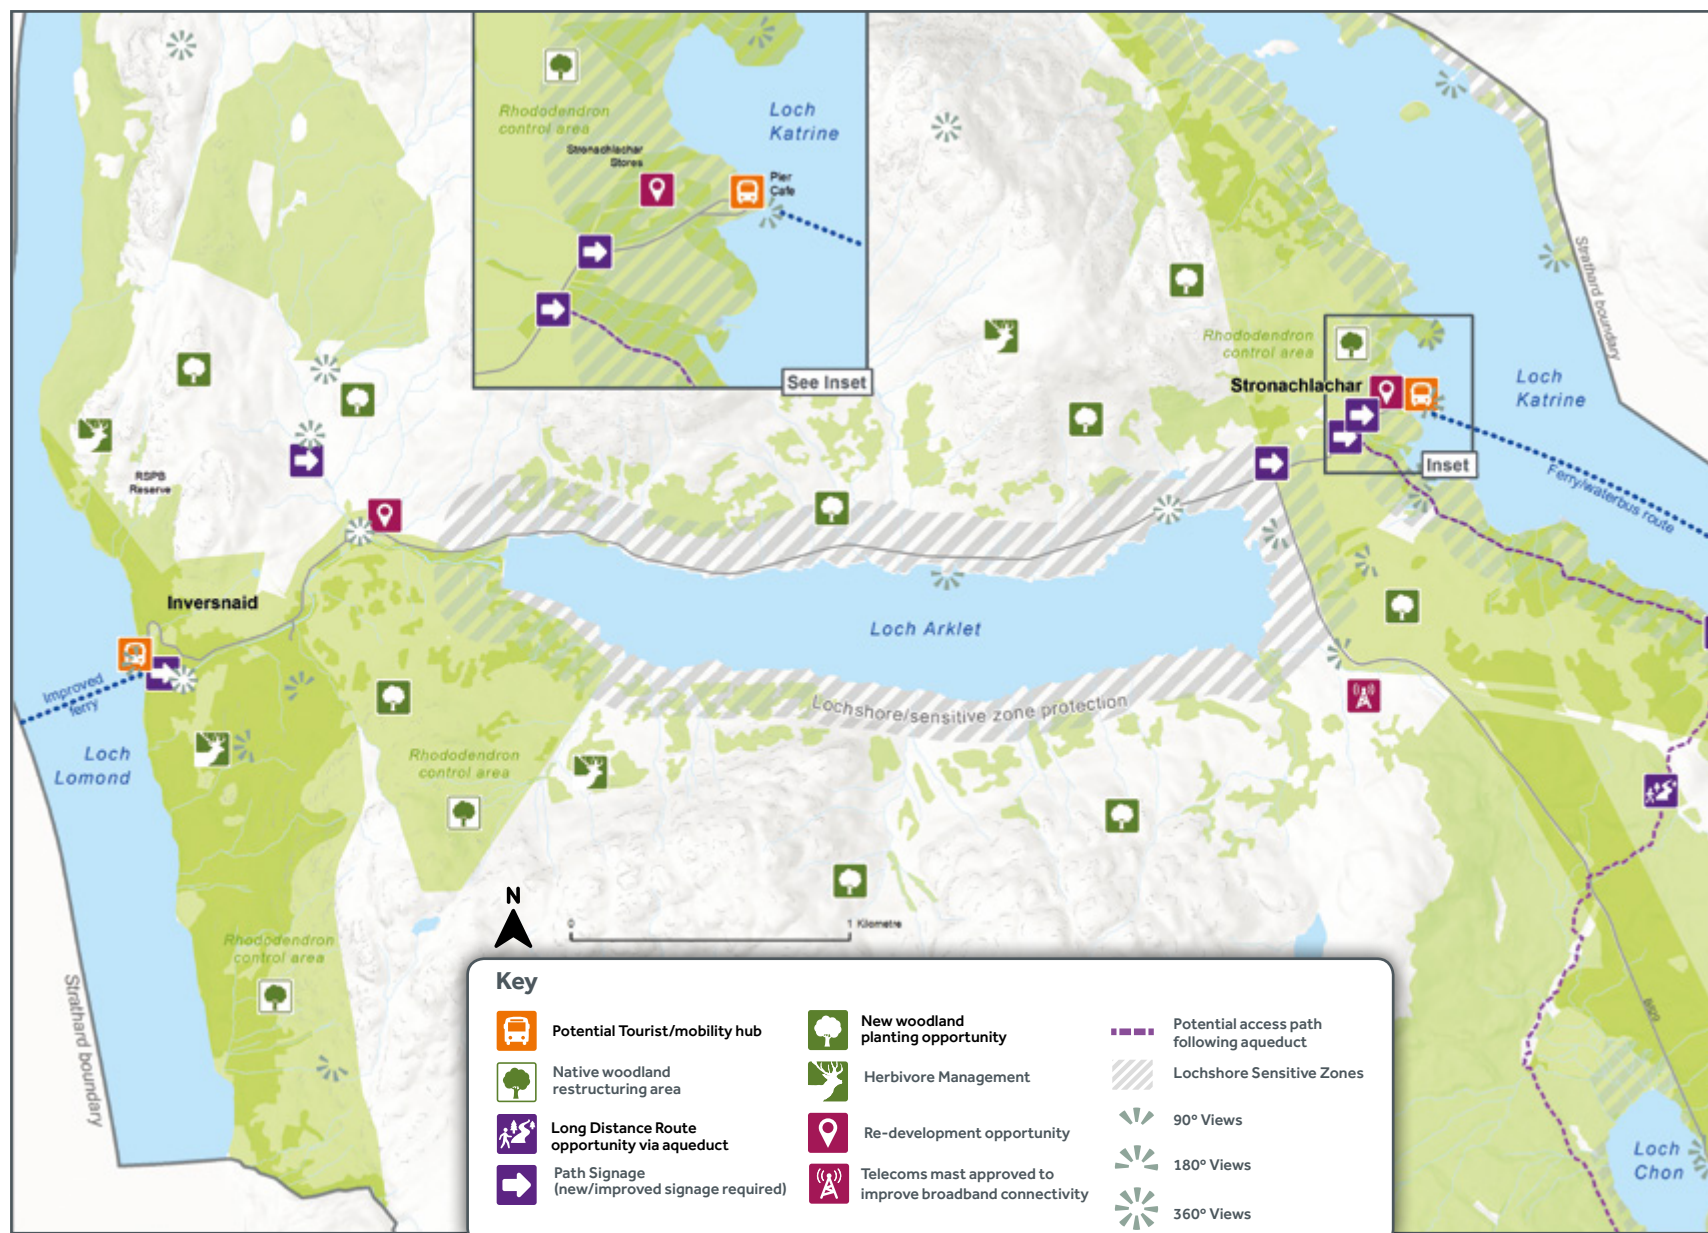 Rhododendron
control area
Loch
Katrine
Stronachlachar
Stores
Pier
Cafe
See Inset
Strathard boundary
Rhododendron
control area
Stronachlachar
Loch
Katrine
Inset
Ferry/waterbus route
RSPB
Reserve
Inversnaid
Loch Arklet
Improved
ferry
Loch
Lomond
Lochshore/sensitive zone protection
Rhododendron
control area
Rhododendron
control area
Strathard boundary
N
0
1 Kilometre
B829
Loch
Chon
Key
Potential Tourist/mobility hub
Native woodland
restructuring area
Long Distance Route
opportunity via aqueduct
Path Signage
(new/improved signage required)
New woodland
planting opportunity
Herbivore Management
Re-development opportunity
Telecoms mast approved to
improve broadband connectivity
Potential access path
following aqueduct
Lochshore Sensitive Zones
90º Views
180º Views
360º Views